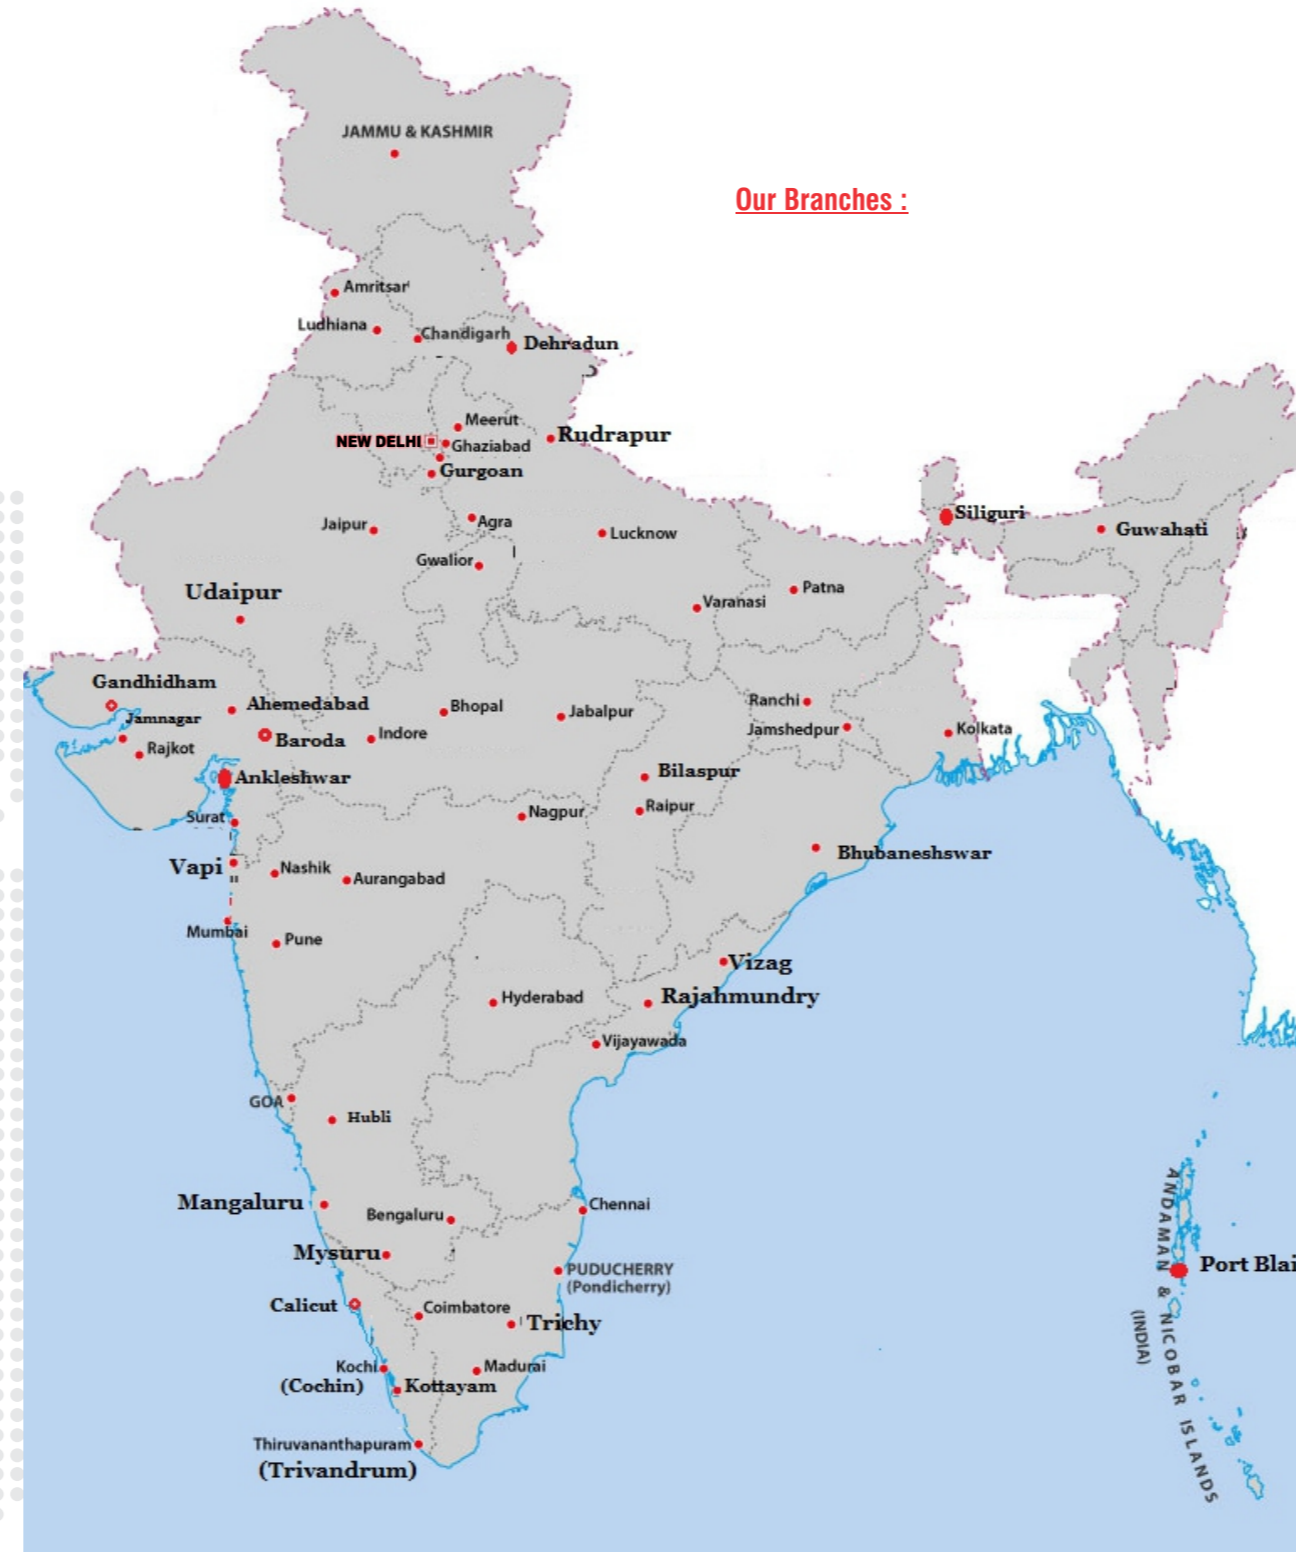 JAMMU & KASHMIR
Our Branches :
Amritsar
Ludhiana
Chandigarh
Dehradun
Meerut
NEW DELHI
Ghaziabad
Rudrapur
Gurgoan
Jaipur
Agra
Lucknow
Siliguri
Guwahati
Gwalior
Udaipur
Varanasi
Patna
Gandhidham
Jamnagar
Ahemedabad
Bhopal
Jabalpur
Ranchi
Rajkot
Baroda
Indore
Jamshedpur
Kolkata
Ankleshwar
Bilaspur
Surat
Nagpur
Raipur
Vapi
Nashik
Aurangabad
Bhubaneshswar
Mumbai
Pune
Vizag
Hyderabad
Rajahmundry
Vijayawada
GOA
Hubli
Mangaluru
Bengaluru
Chennai
Mysuru
PUDUCHERRY
(Pondicherry)
Calicut
Coimbatore
Trichy
Kochi
(Cochin)
Madurai
Kottayam
Thiruvananthapuram
(Trivandrum)
ANDAMAN & NICOBAR ISLANDS
(INDIA)
Port Blai